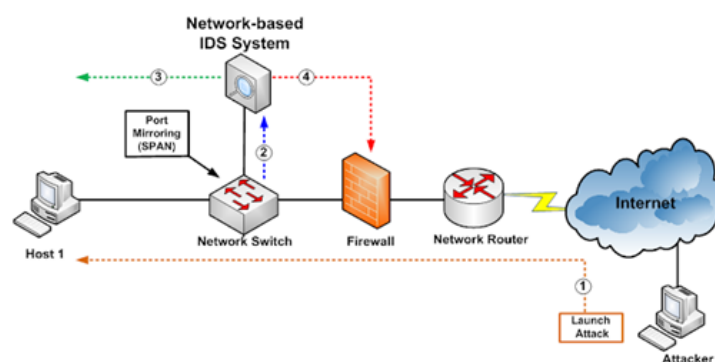 Network-based
IDS System
3
4
Port
Mirroring
(SPAN)
2
Internet
Host 1
Network Switch
Firewall
Network Router
1
Launch
Attack
Attacker